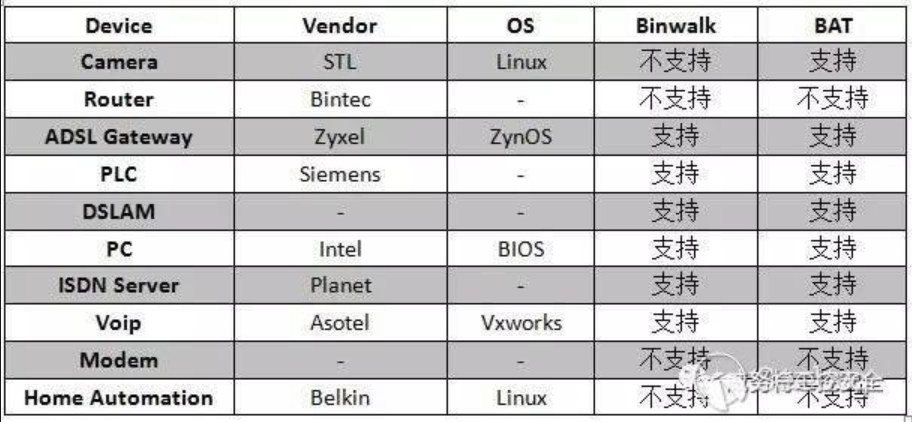 Device Vendor OS Binwalk BAT
Camera STL Linux 不支持 支持
Router Bintec - 不支持 不支持
ADSL Gateway Zyxel ZynOS 支持 支持
PLC Siemens - 支持 支持
DSLAM - - 支持 支持
PC Intel BIOS 支持 支持
ISDN Server Planet - 支持 支持
Voip Asotel Vxworks 支持 支持
Modem - - 不支持 不支持
Home Automation Belkin Linux 不支持 不支持